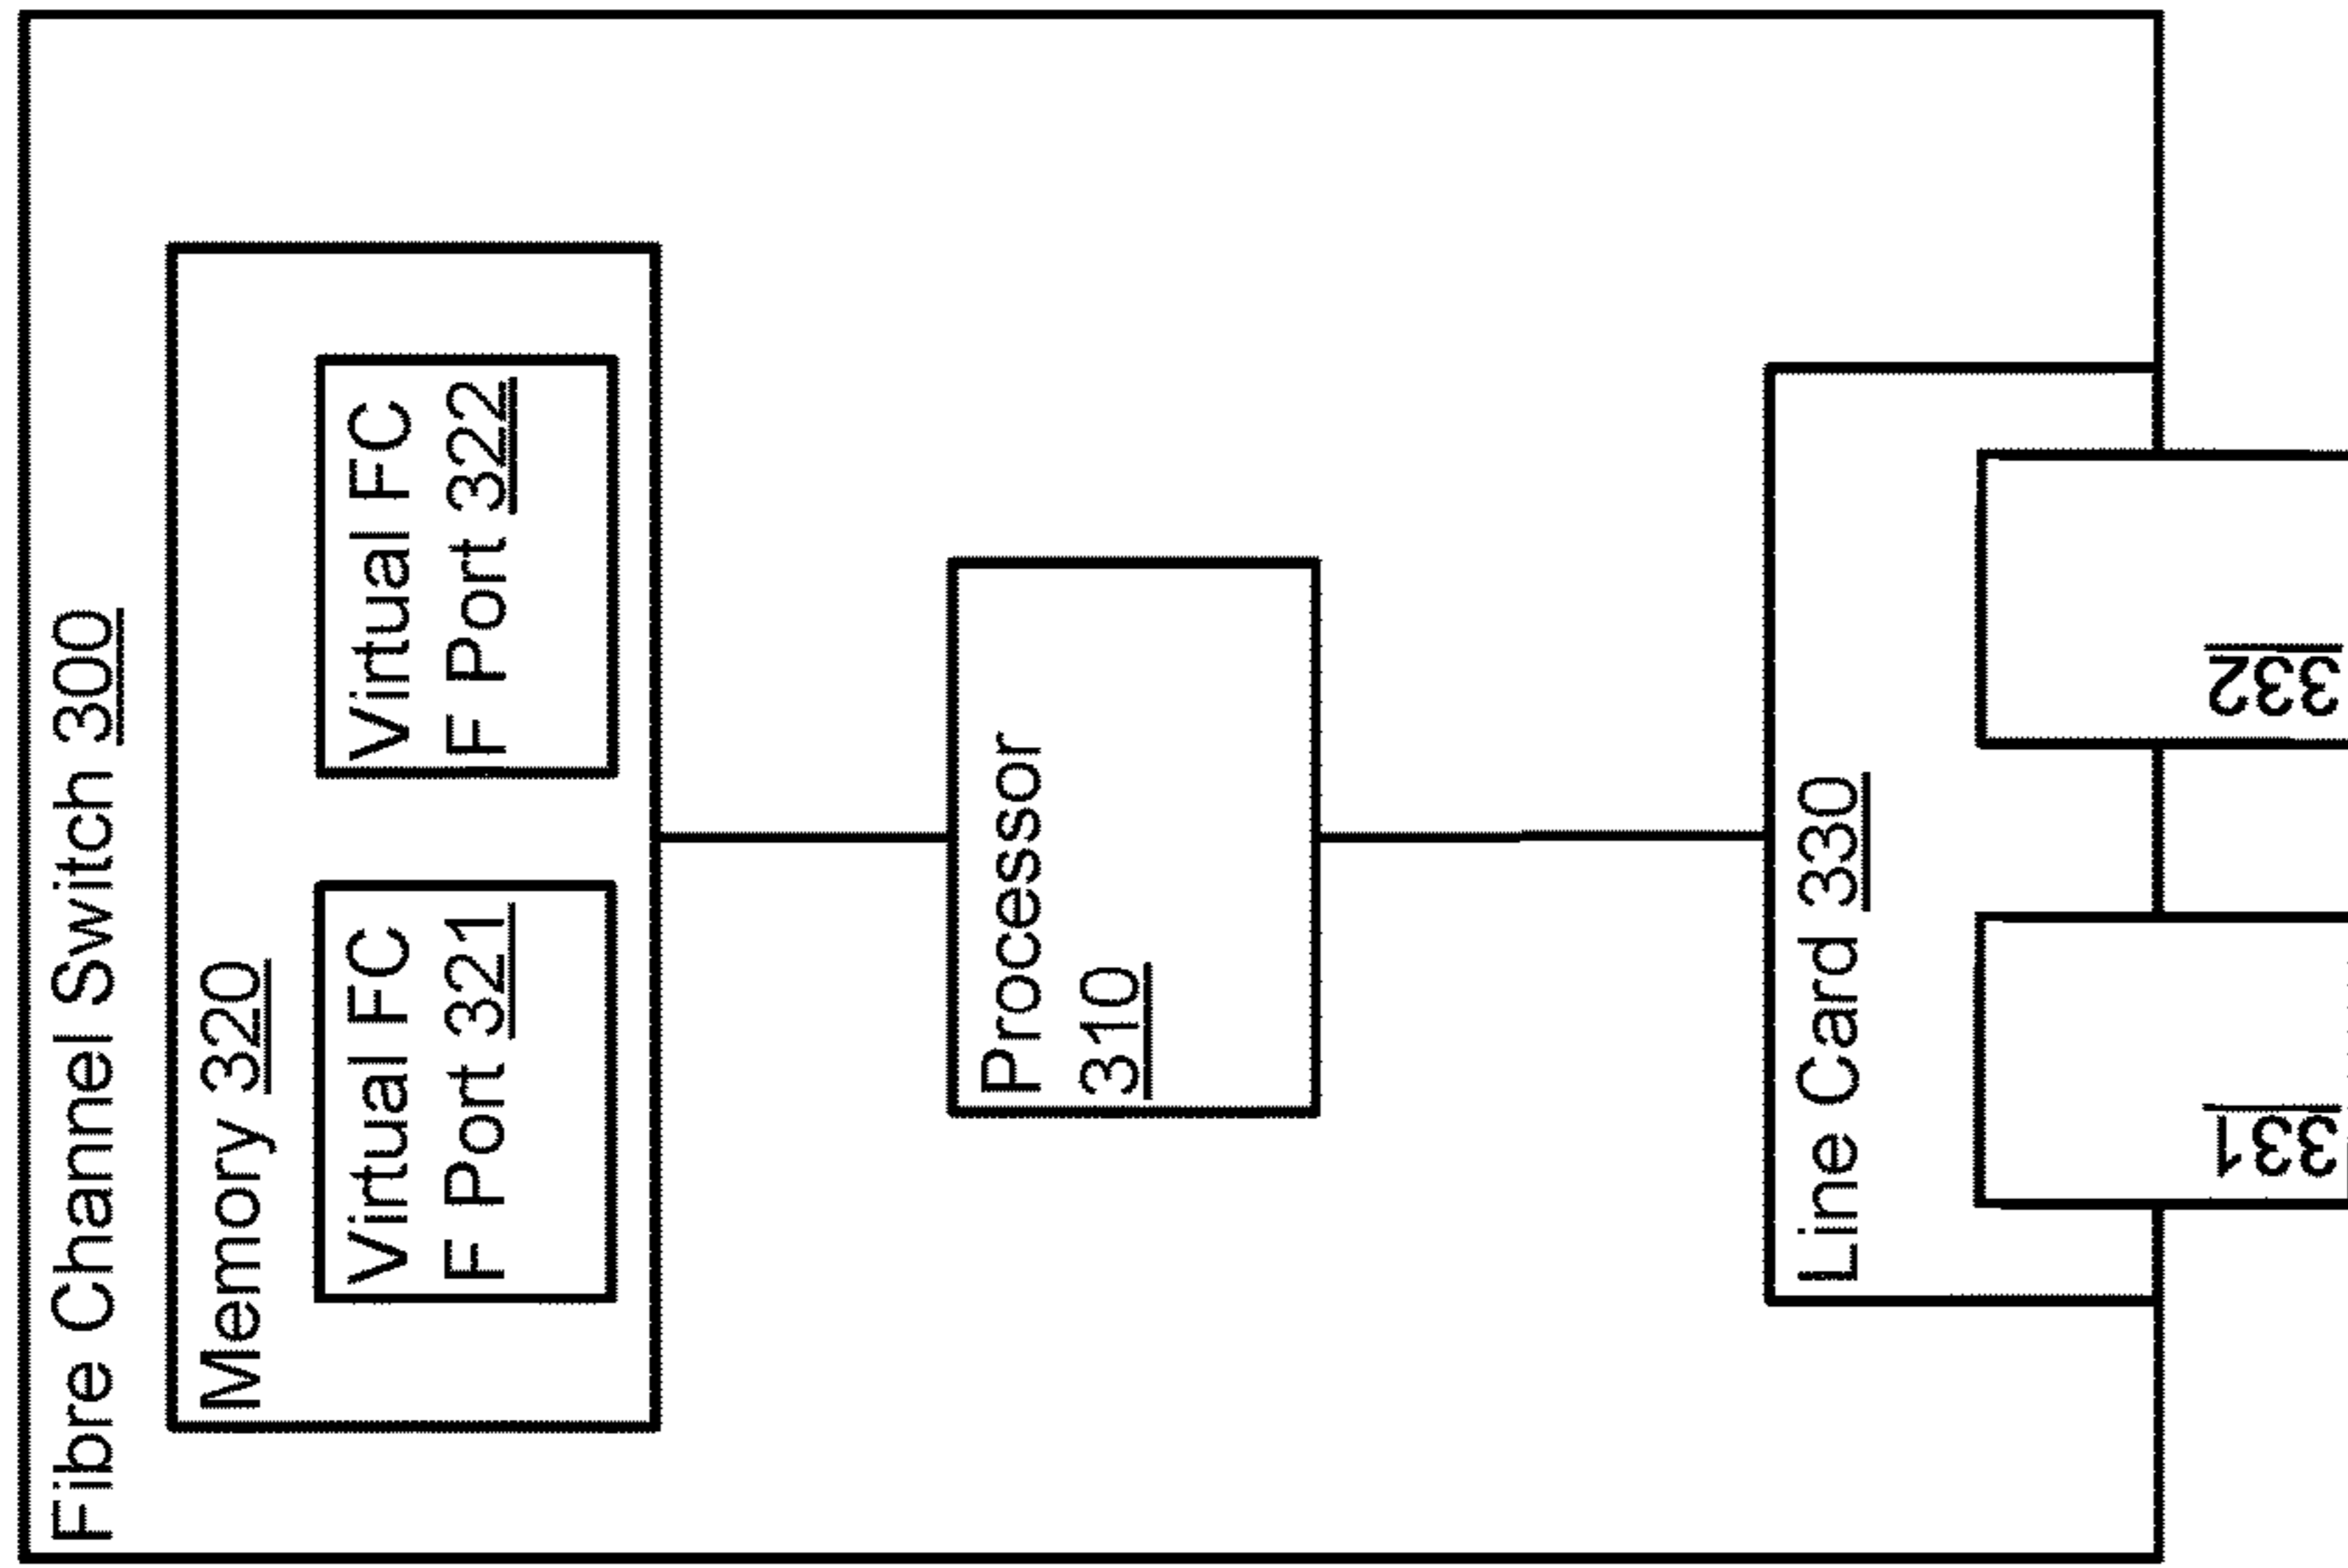 Fibre Channel Switch 300
Memory 320
Virtual FC
F Port 321
Virtual FC
F Port 322
Processor
310
Line Card 330
331
332